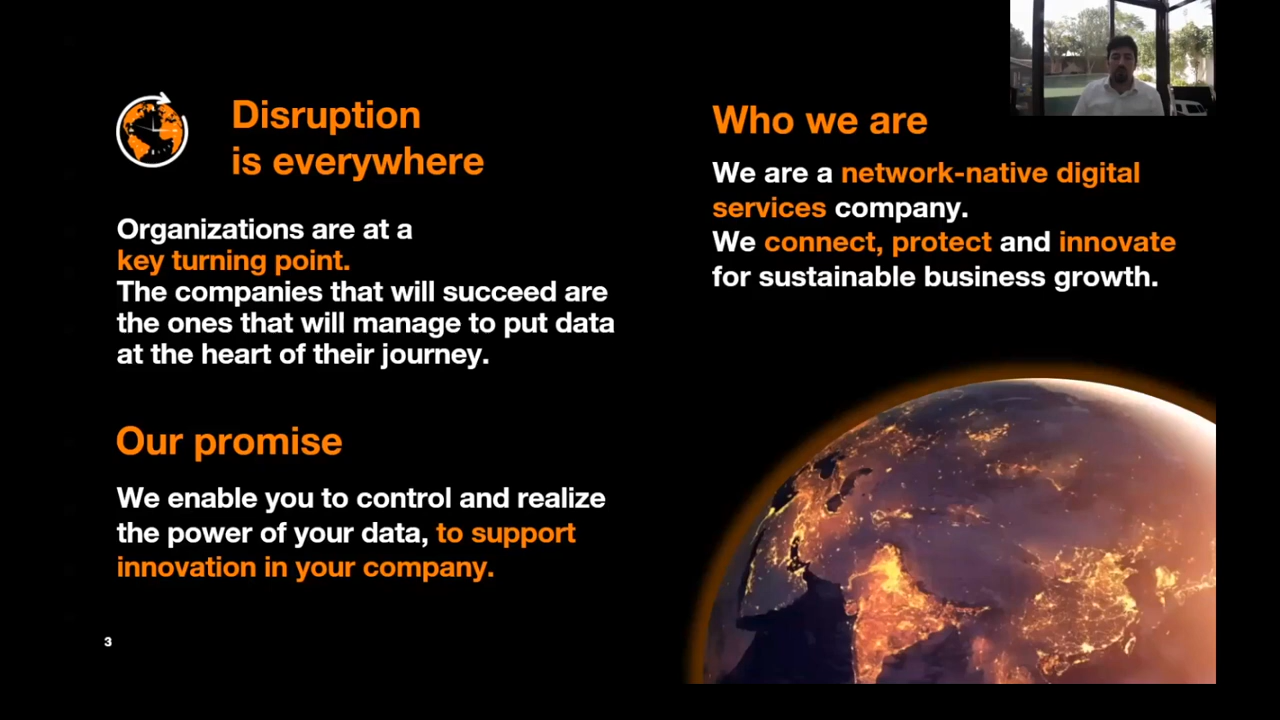 Disruption
is everywhere
Organizations are at a
key turning point.
The companies that will succeed are
the ones that will manage to put data
at the heart of their journey.
Our promise
We enable you to control and realize
the power of your data, to support
innovation in your company.
3
Who we are
We are a network-native digital
services company.
We connect, protect and innovate
for sustainable business growth.